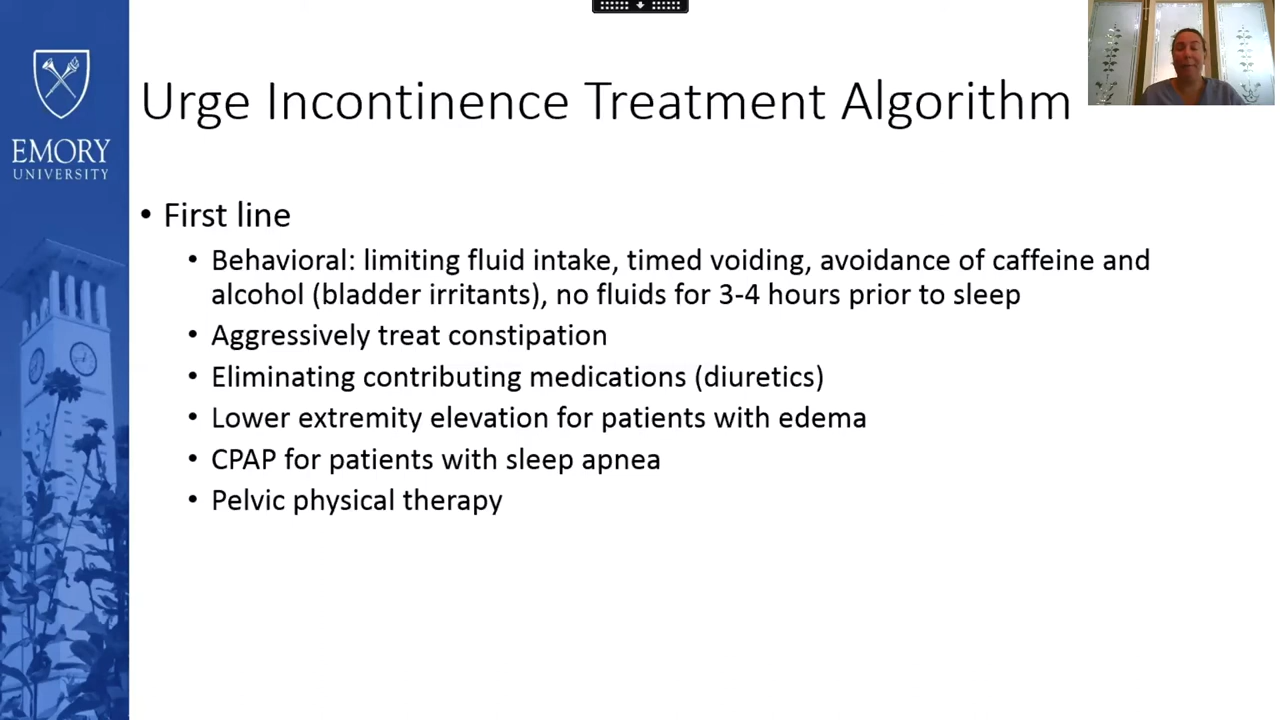 EMORY
UNIVERSITY
Urge Incontinence Treatment Algorithm
• First line
• Behavioral: limiting fluid intake, timed voiding, avoidance of caffeine and
alcohol (bladder irritants), no fluids for 3-4 hours prior to sleep
• Aggressively treat constipation
• Eliminating contributing medications (diuretics)
• Lower extremity elevation for patients with edema
• CPAP for patients with sleep apnea
• Pelvic physical therapy